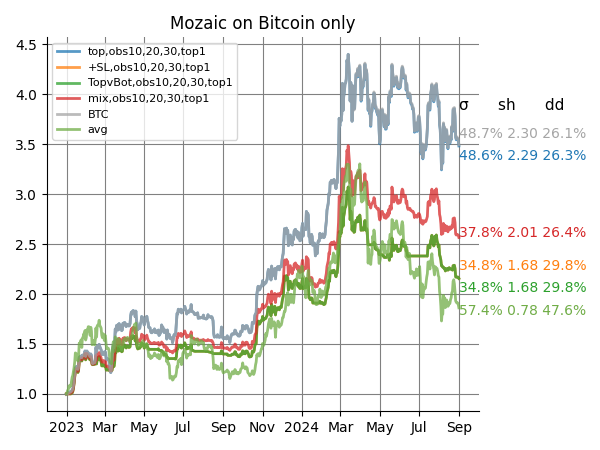 Mozaic on Bitcoin only
4.5
4.0
3.5
3.0
2.5
2.0
1.5
1.0
top,obs10,20,30,top1
+SL,obs10,20,30,top1
TopvBot,obs10,20,30,top1
mix,obs10,20,30,top1
BTC
avg
σ sh dd
48.7% 2.30 26.1%
48.6% 2.29 26.3%
37.8% 2.01 26.4%
34.8% 1.68 29.8%
34.8% 1.68 29.8%
57.4% 0.78 47.6%
2023 Mar May Jul Sep Nov 2024 Mar May Jul Sep